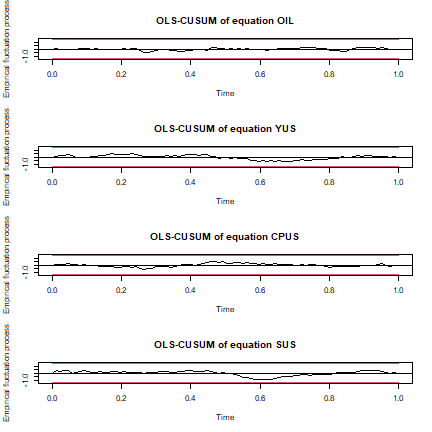 OLS-CUSUM of equation OIL
Empirical fluctuation process
-1.0
0.0 0.2 0.4 0.6 0.8 1.0
Time
OLS-CUSUM of equation YUS
Empirical fluctuation process
-1.0
0.0 0.2 0.4 0.6 0.8 1.0
Time
OLS-CUSUM of equation CPUS
Empirical fluctuation process
-1.0
0.0 0.2 0.4 0.6 0.8 1.0
Time
OLS-CUSUM of equation SUS
Empirical fluctuation process
-1.0
0.0 0.2 0.4 0.6 0.8 1.0
Time